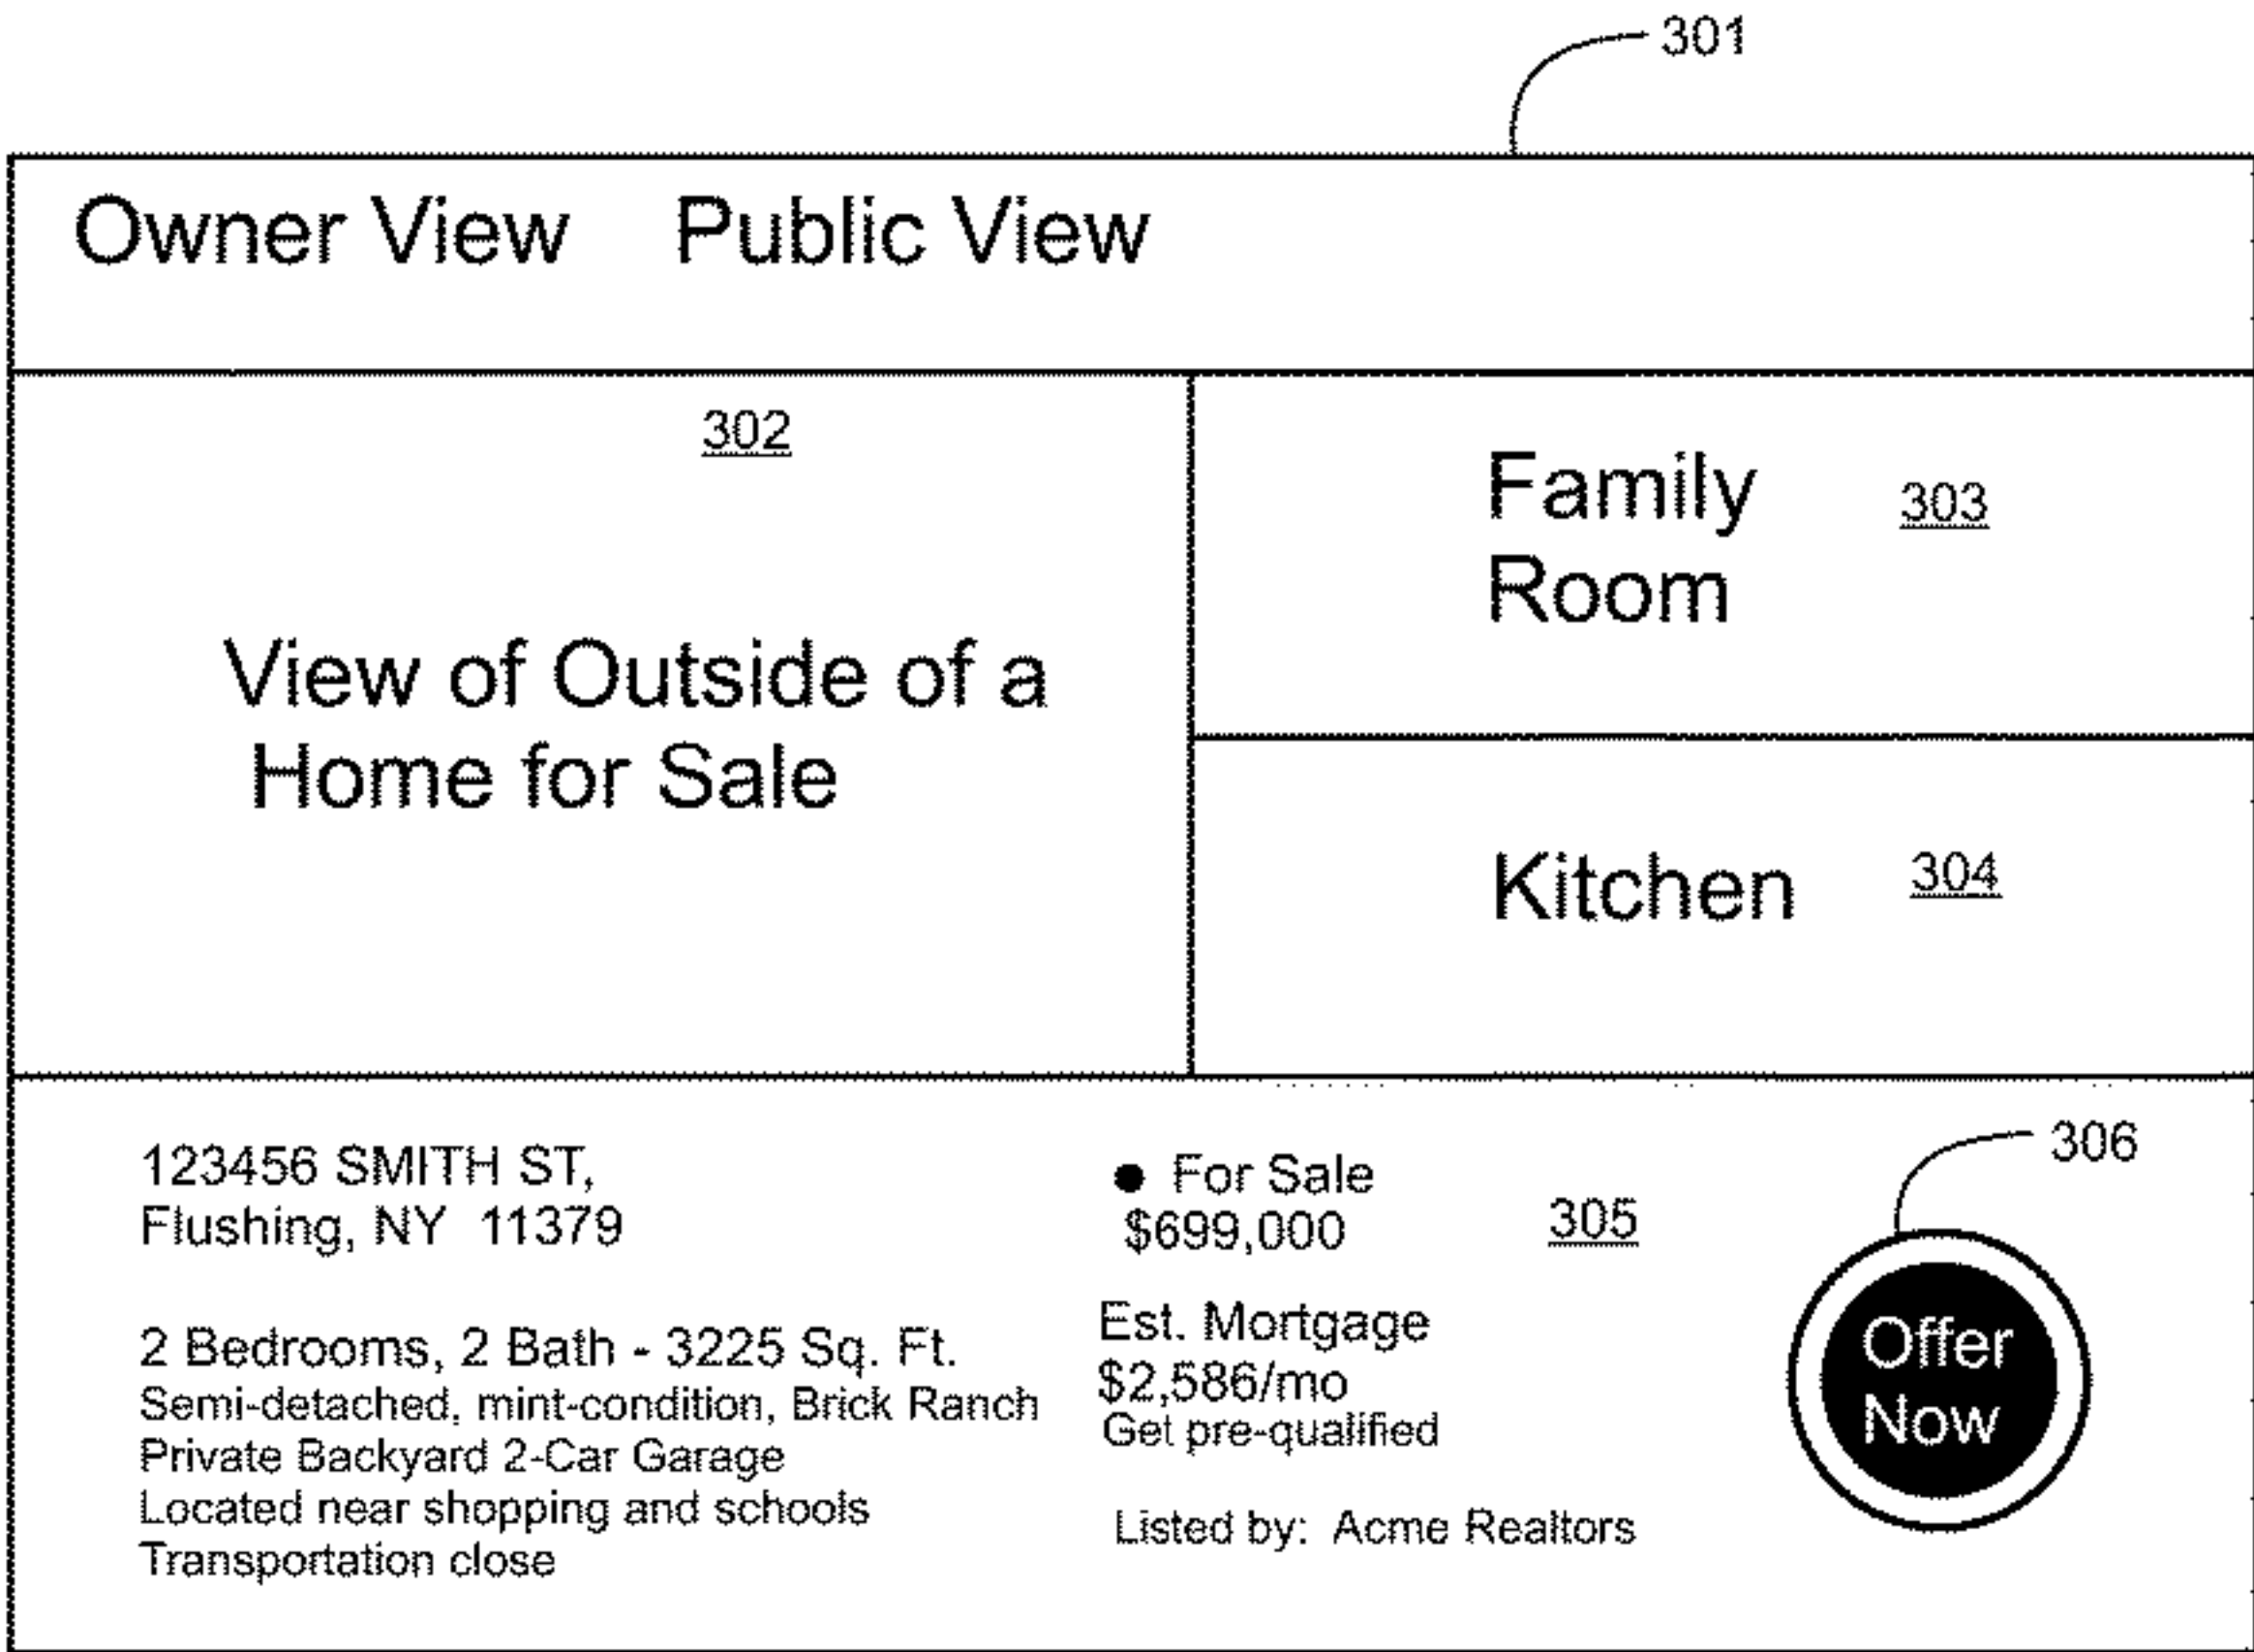 301
Owner View Public View
302
View of Outside of a
Home for Sale
Family
Room
303
Kitchen
304
123456 SMITH ST,
Flushing, NY 11379
2 Bedrooms, 2 Bath - 3225 Sq. Ft.
Semi-detached, mint-condition, Brick Ranch
Private Backyard 2-Car Garage
Located near shopping and schools
Transportation close
● For Sale
$699,000
305
Est. Mortgage
$2,586/mo
Get pre-qualified
Listed by: Acme Realtors
306
Offer
Now